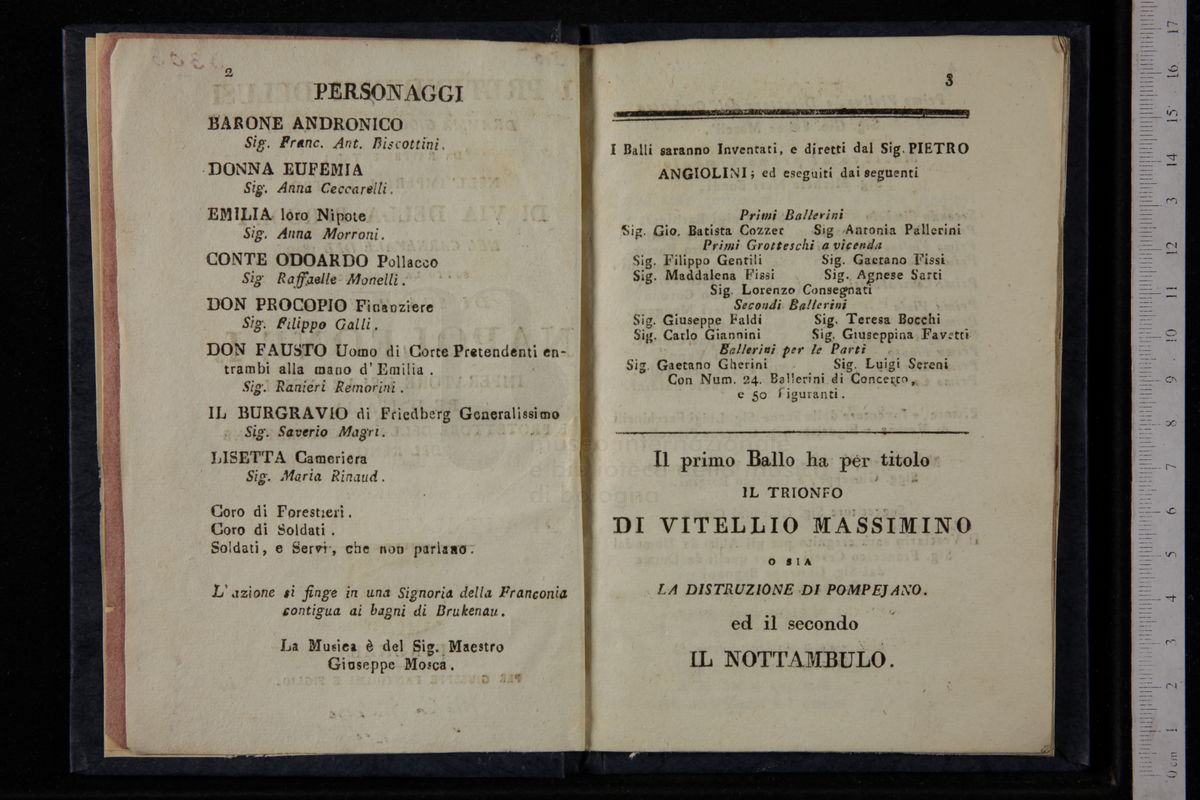 2
PERSONAGGI
BARONE ANDRONICO
Sig. Franc. Ant. Biscottini.
DONNA EUFEMIA
Sig. Anna Ceccarelli.
EMILIA loro Nipote
Sig. Anna Morroni.
CONTE ODOARDO Pollacco
Sig Raffaelle Monelli.
DON PROCOPIO Finanziere
Sig. Filippo Galli.
DON FAUSTO Uomo di Corte Pretendenti en-
trambi alla mano d'Emilia.
Sig. Ranieri Remorini.
IL BURGRAVIO di Friedberg Generalissimo
Sig. Saverio Magri.
LISETTA Cameriera
Sig. Maria Rinaud.
Coro di Forestieri.
Coro di Soldati.
Soldati, e Servi, che non parlano.
L'azione si finge in una Signoria della Franconia
contigua ai bagni di Brukenau.
La Musica è del Sig. Maestro
Giuseppe Mosca.
3
I Balli saranno Inventati, e diretti dal Sig. PIETRO
ANGIOLINI; ed eseguiti dai seguenti
Primi Ballerini
Sig. Gio. Batista Cozzer Sig Antonia Pallerini
Primi Grotteschi a vicenda
Sig. Filippo Gentili Sig. Gaetano Fissi
Sig. Maddalena Fissi Sig. Agnese Sarti
Sig. Lorenzo Consegnati
Secondi Ballerini
Sig. Giuseppe Faldi Sig. Teresa Bocchi
Sig. Carlo Giannini Sig. Giuseppina Favetti
Ballerini per le Parti
Sig. Gaetano Gherini Sig. Luigi Sereni
Con Num. 24. Ballerini di Concerto,
e 50 Figuranti.
Il primo Ballo ha per titolo
IL TRIONFO
DI VITELLIO MASSIMINO
O SIA
LA DISTRUZIONE DI POMPEJANO.
ed il secondo
IL NOTTAMBULO.